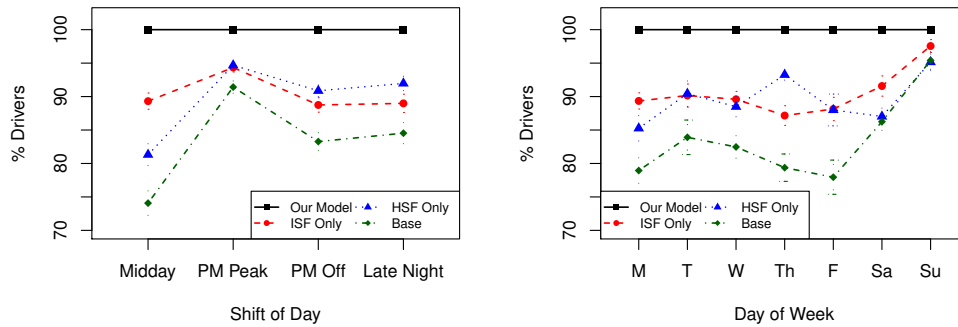 % Drivers
100
90
80
70
Our Model
ISF Only
HSF Only
Base
Midday
PM Peak
PM Off
Late Night
Shift of Day
% Drivers
100
90
80
70
Our Model
ISF Only
HSF Only
Base
M
T
W
Th
F
Sa
Su
Day of Week